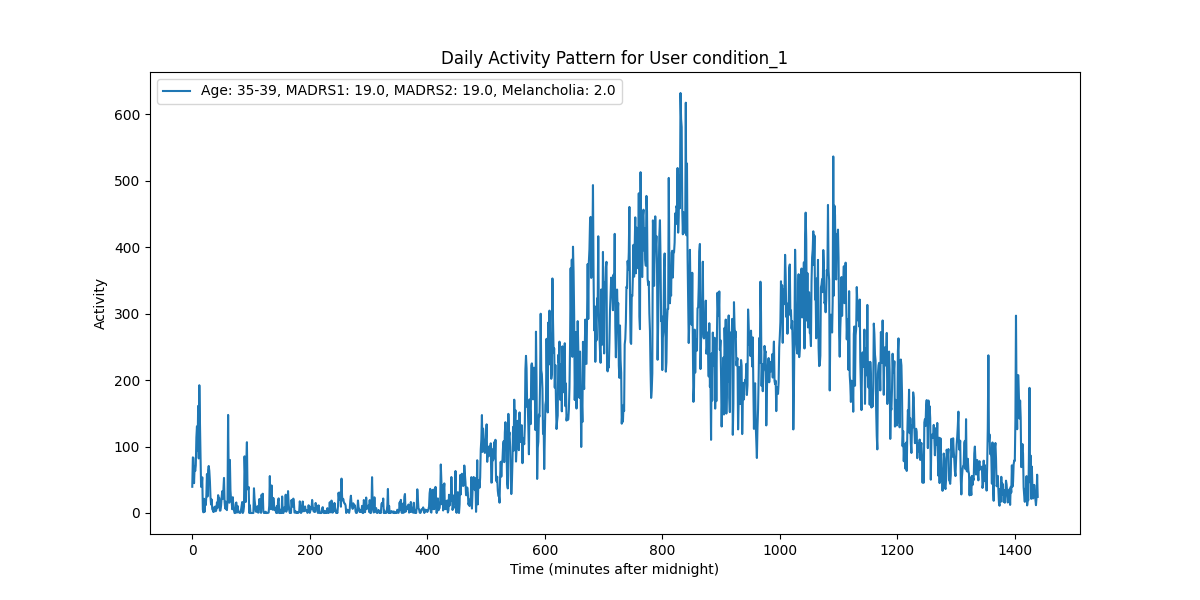 Daily Activity Pattern for User condition_1
Age: 35-39, MADRS1: 19.0, MADRS2: 19.0, Melancholia: 2.0
Activity
600
500
400
300
200
100
0
0 200 400 600 800 1000 1200 1400
Time (minutes after midnight)